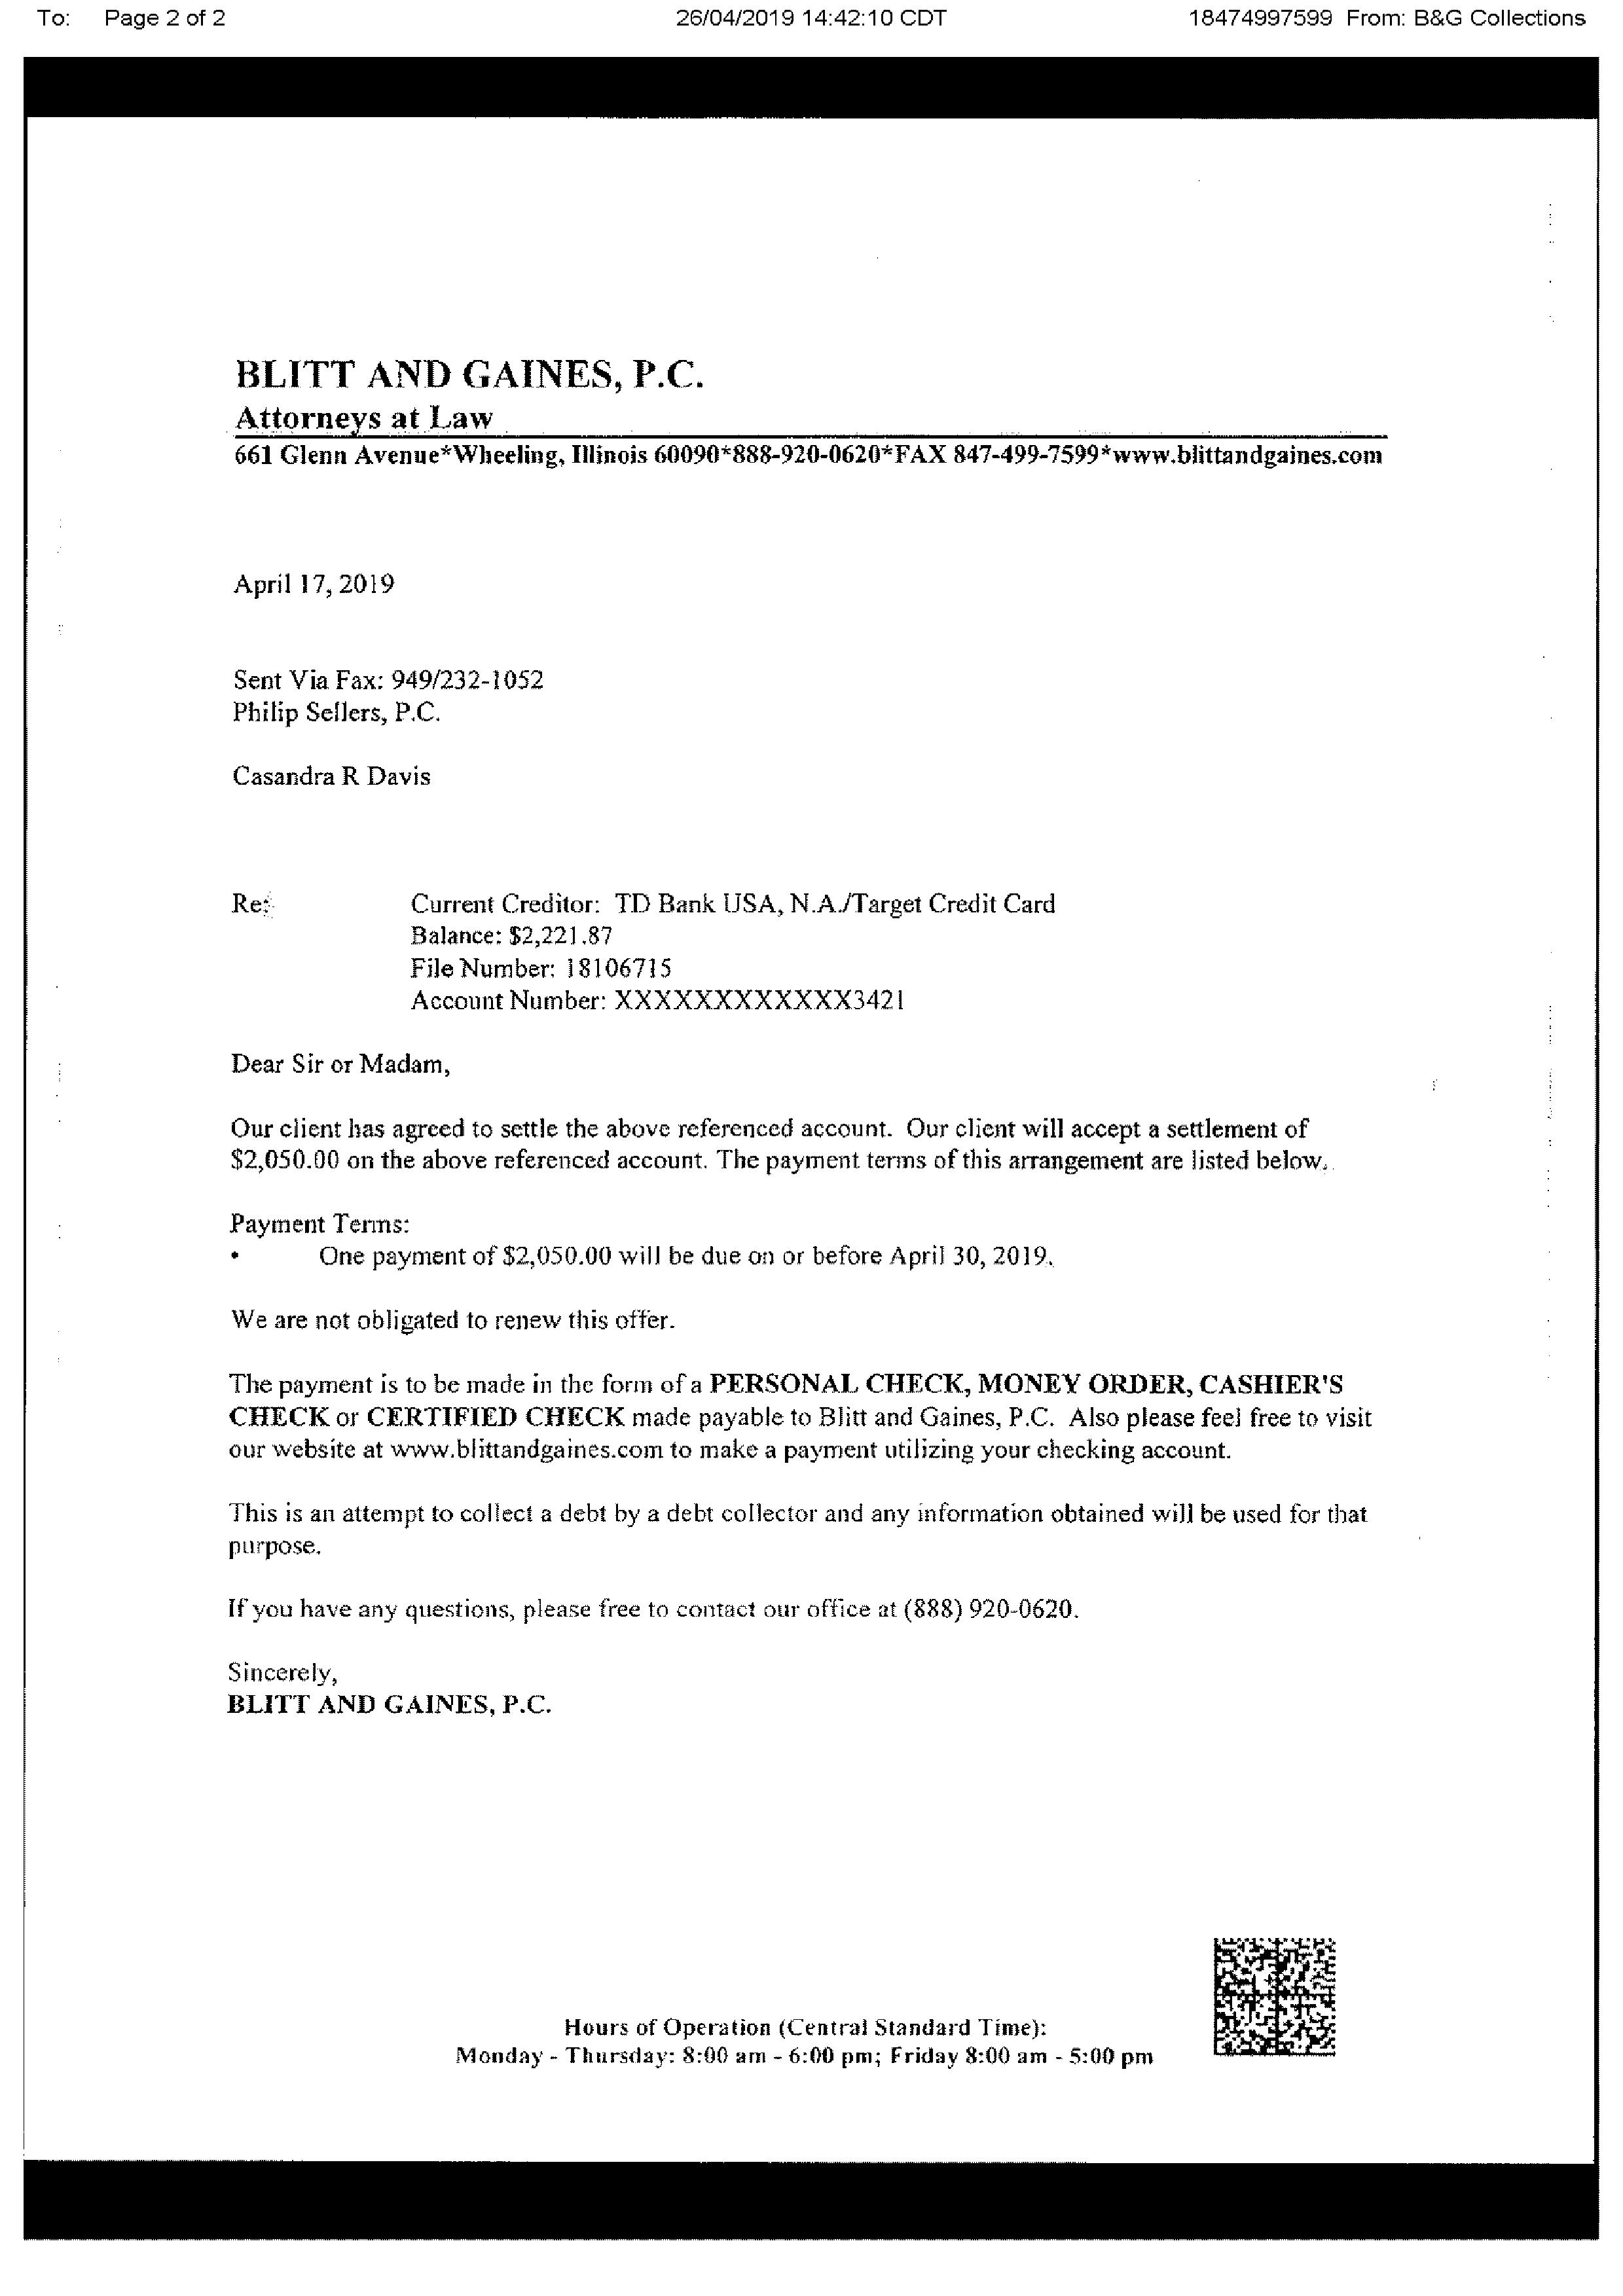 To: Page 2 of 2 26/04/2019 14:42:10 CDT 18474997599 From: B&G Collections
BLITT AND GAINES, P.C.
Attorneys at Law
661 Glenn Avenue*Wheeling, Illinois 60090*888-920-0620*FAX 847-499-7599*www.blittandgaines.com
April 17, 2019
Sent Via Fax: 949/232-1052
Philip Sellers, P.C.
Casandra R Davis
Re: Current Creditor: TD Bank USA, N.A./Target Credit Card
Balance: $2,221.87
File Number: 18106715
Account Number: XXXXXXXXXXXX3421
Dear Sir or Madam,
Our client has agreed to settle the above referenced account. Our client will accept a settlement of
$2,050.00 on the above referenced account. The payment terms of this arrangement are listed below.
Payment Terms:
• One payment of $2,050.00 will be due on or before April 30, 2019.
We are not obligated to renew this offer.
The payment is to be made in the form of a PERSONAL CHECK, MONEY ORDER, CASHIER'S
CHECK or CERTIFIED CHECK made payable to Blitt and Gaines, P.C. Also please feel free to visit
our website at www.blittandgaines.com to make a payment utilizing your checking account.
This is an attempt to collect a debt by a debt collector and any information obtained will be used for that
purpose.
If you have any questions, please free to contact our office at (888) 920-0620.
Sincerely,
BLITT AND GAINES, P.C.
Hours of Operation (Central Standard Time):
Monday - Thursday: 8:00 am - 6:00 pm; Friday 8:00 am - 5:00 pm